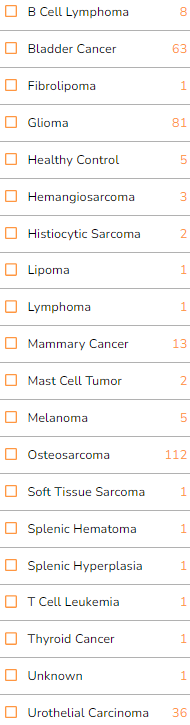 B Cell Lymphoma 8
Bladder Cancer 63
Fibrolipoma 1
Glioma 81
Healthy Control 5
Hemangiosarcoma 3
Histiocytic Sarcoma 2
Lipoma 1
Lymphoma 1
Mammary Cancer 13
Mast Cell Tumor 2
Melanoma 5
Osteosarcoma 112
Soft Tissue Sarcoma 1
Splenic Hematoma 1
Splenic Hyperplasia 1
T Cell Leukemia 1
Thyroid Cancer 1
Unknown 1
Urothelial Carcinoma 36